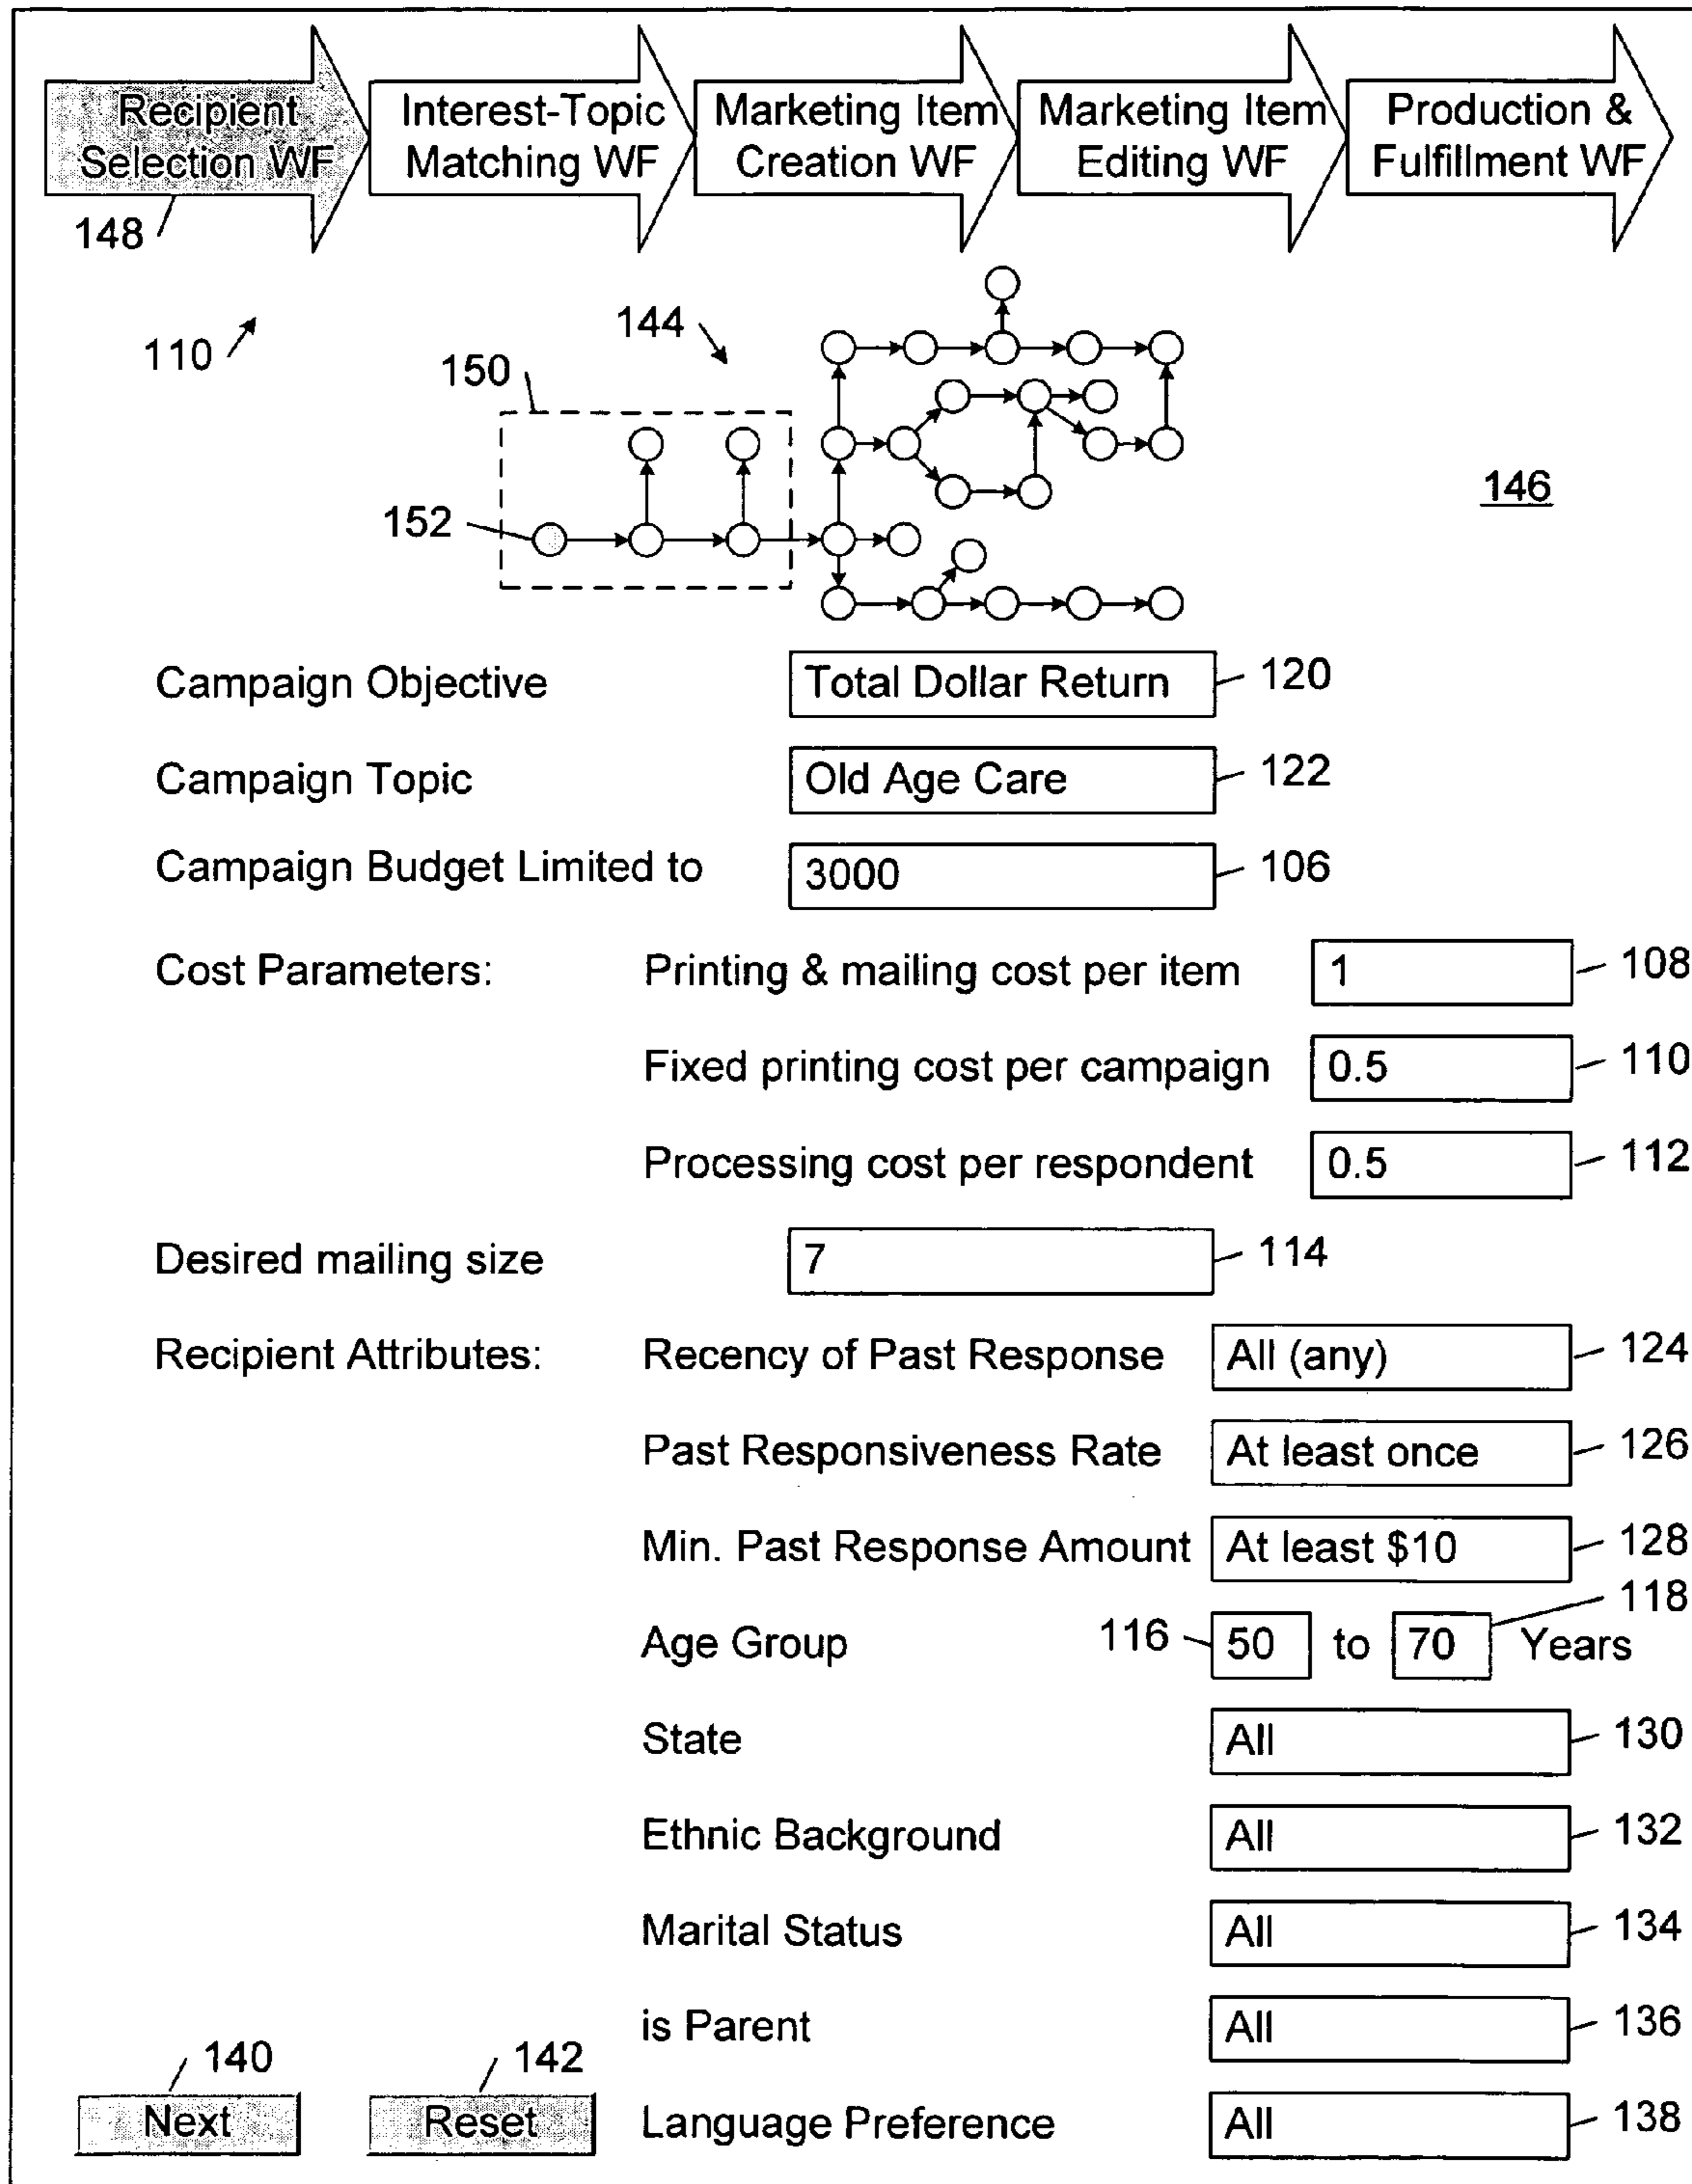 Recipient
Selection WF
Interest-Topic
Matching WF
Marketing Item
Creation WF
Marketing Item
Editing WF
Production &
Fulfillment WF
148
110
144
150
152
146
Campaign Objective Total Dollar Return 120
Campaign Topic Old Age Care 122
Campaign Budget Limited to 3000 106
Cost Parameters: Printing & mailing cost per item 1 108
Fixed printing cost per campaign 0.5 110
Processing cost per respondent 0.5 112
Desired mailing size 7 114
Recipient Attributes: Recency of Past Response All (any) 124
Past Responsiveness Rate At least once 126
Min. Past Response Amount At least $10 128
118
Age Group 116 50 to 70 Years
State All 130
Ethnic Background All 132
Marital Status All 134
is Parent All 136
140 142
Next Reset Language Preference All 138